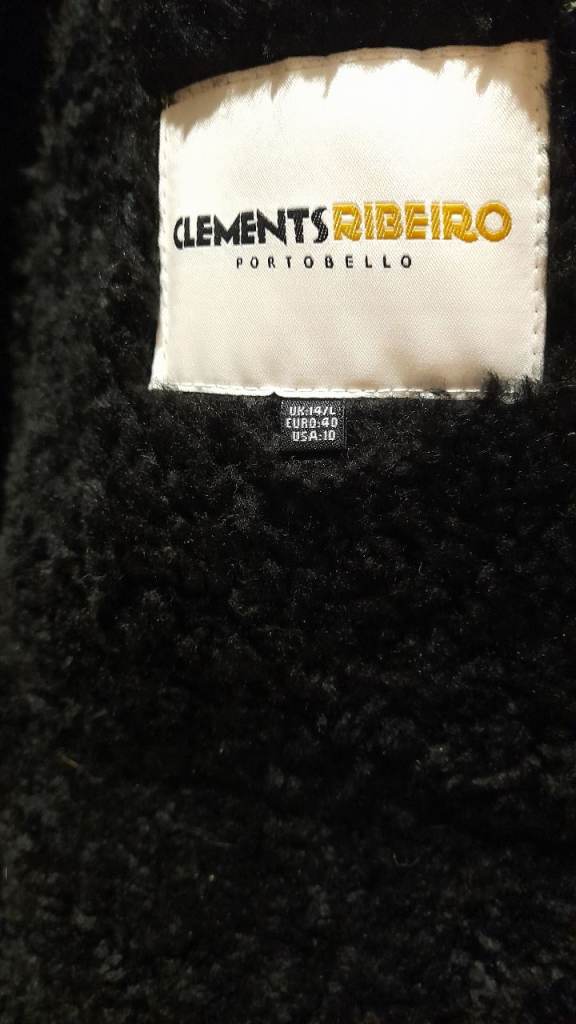 CLEMENTSRIBEIRO
PORTOBELLO
UK:14/L
EURO:40
USA:10